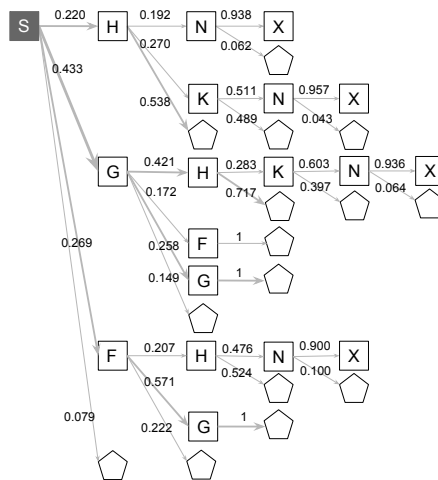 S 0.220 H 0.192 N 0.938 X
0.270 0.062
0.433 0.538 K 0.511 N 0.957 X
0.489 0.043
G 0.421 H 0.283 K 0.603 N 0.936 X
0.172 0.717 0.397 0.064
0.269 0.258 F 1
0.149 G 1
F 0.207 H 0.476 N 0.900 X
0.571 0.524 0.100
0.079 0.222 G 1